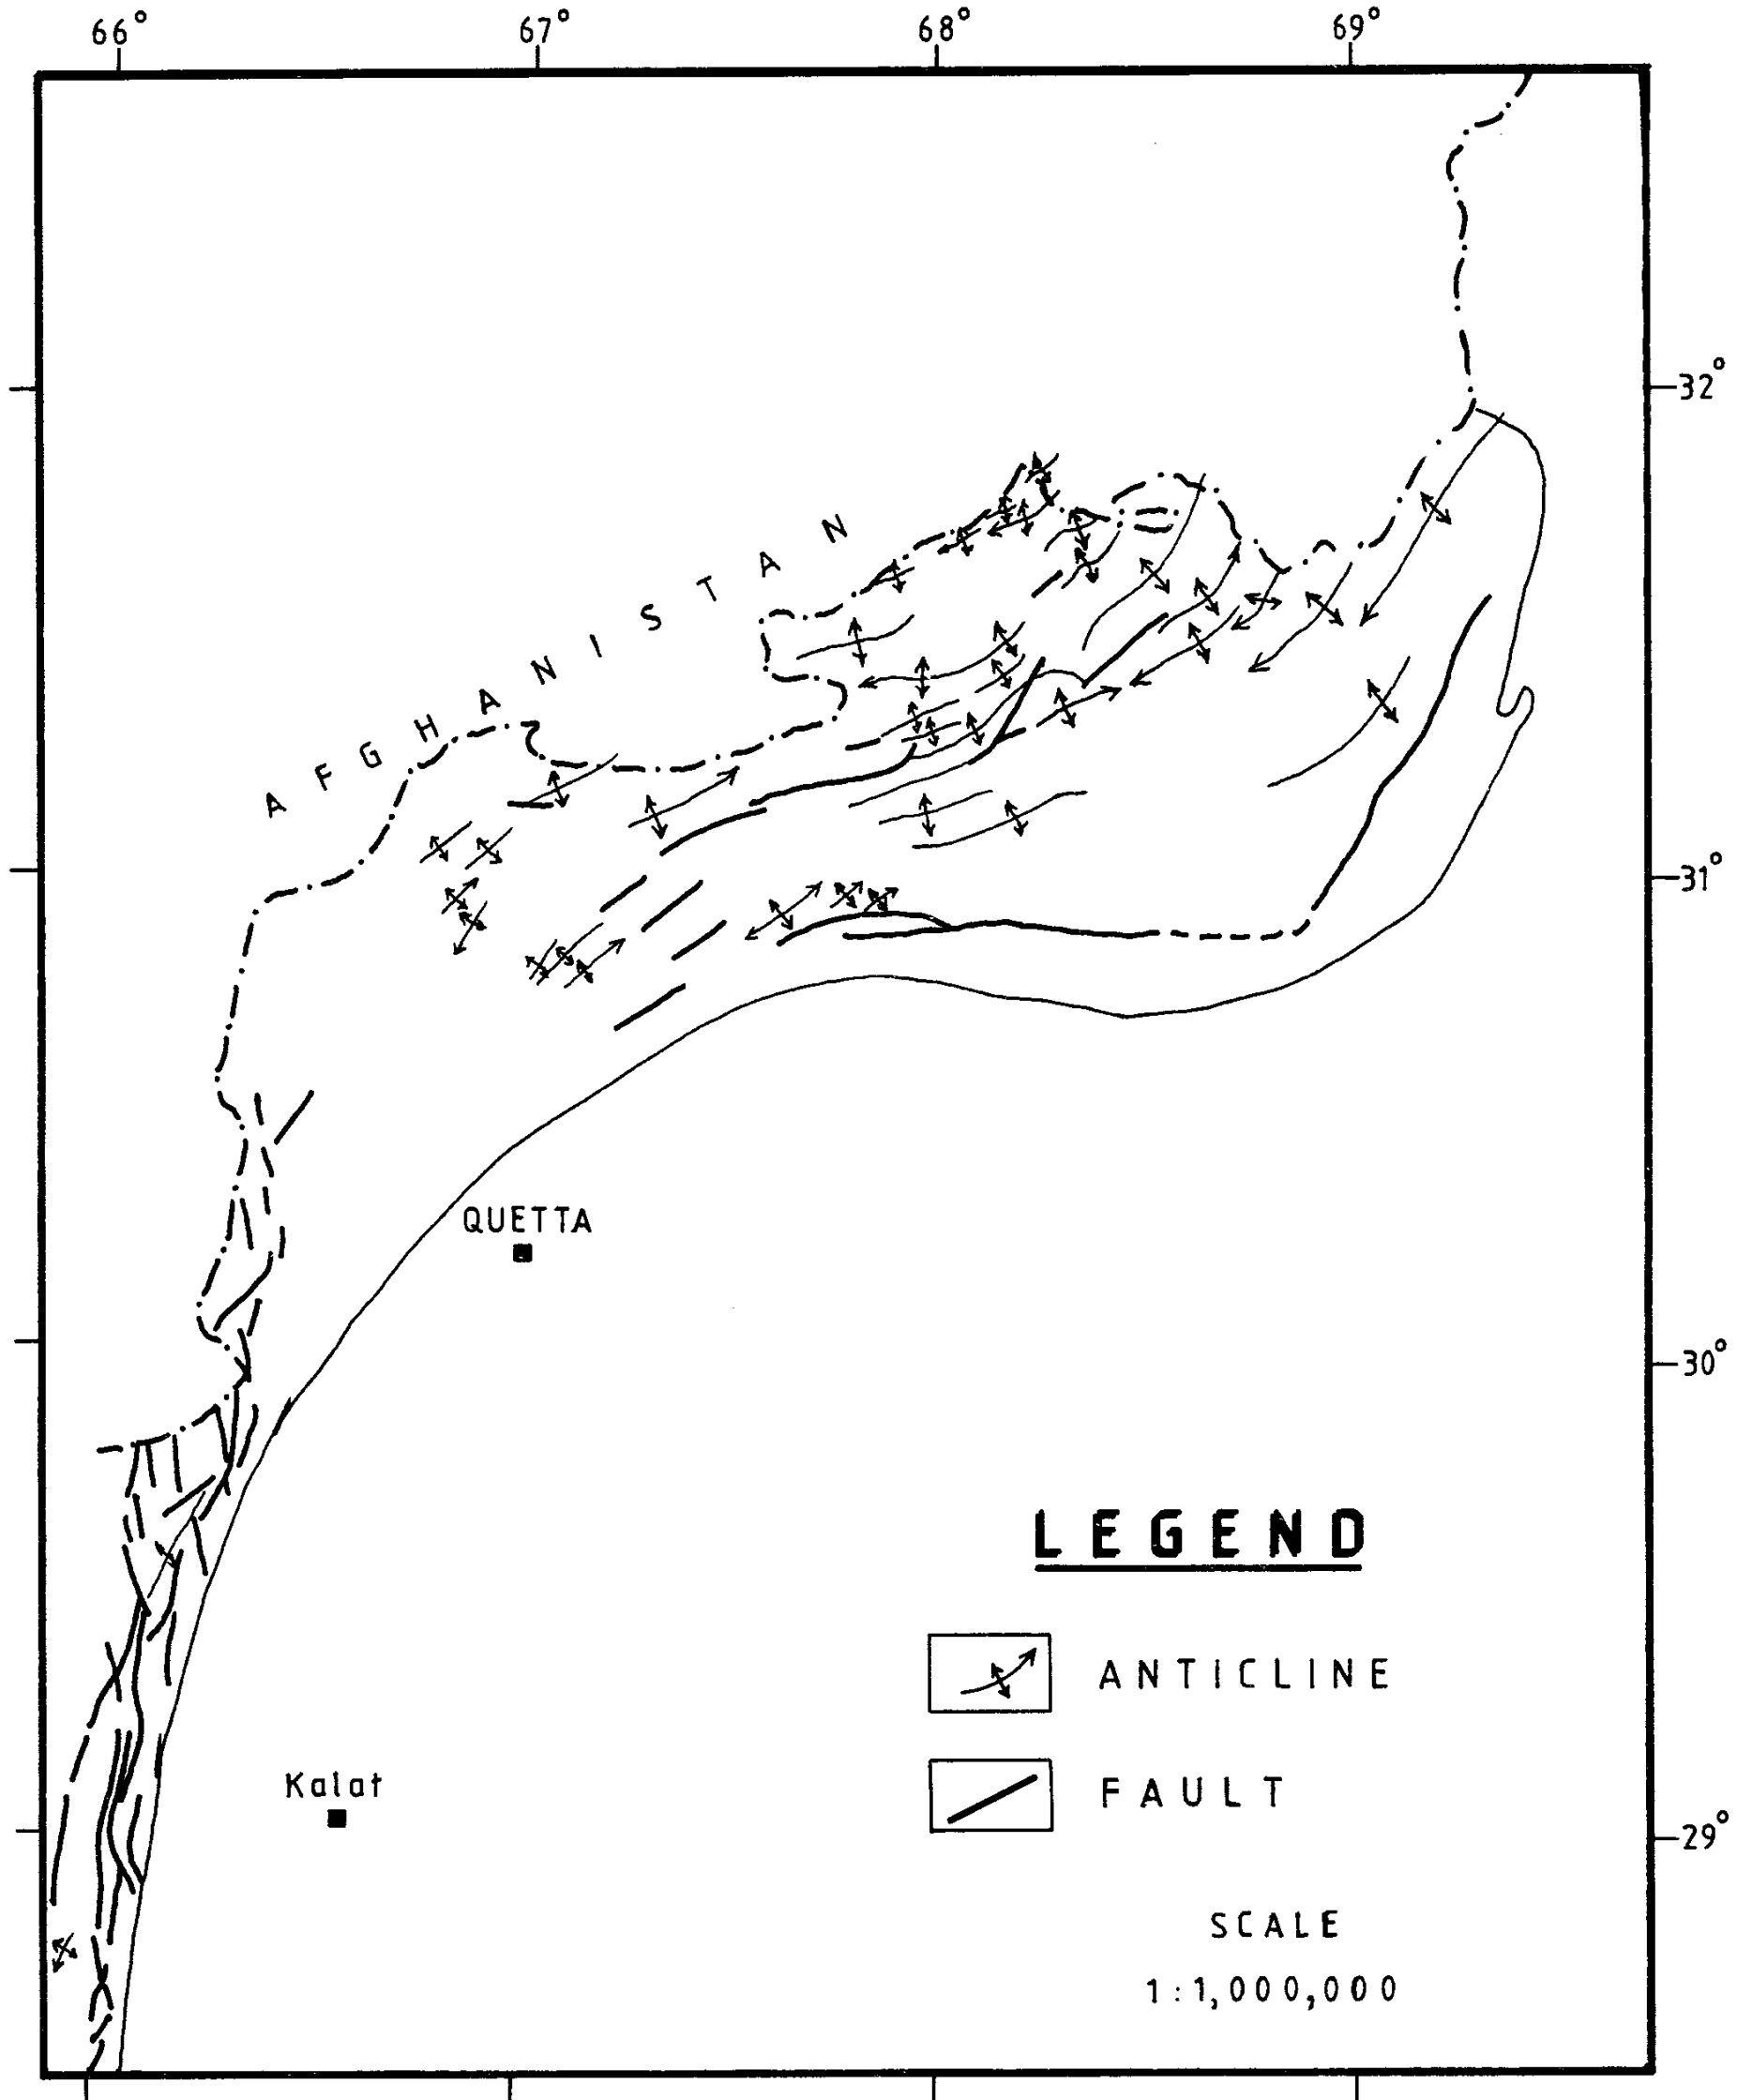 66° 67° 68° 69°
32°
AFGHANISTAN
31°
QUETTA
30°
LEGEND
ANTICLINE
Kalat
FAULT
29°
SCALE
1:1,000,000